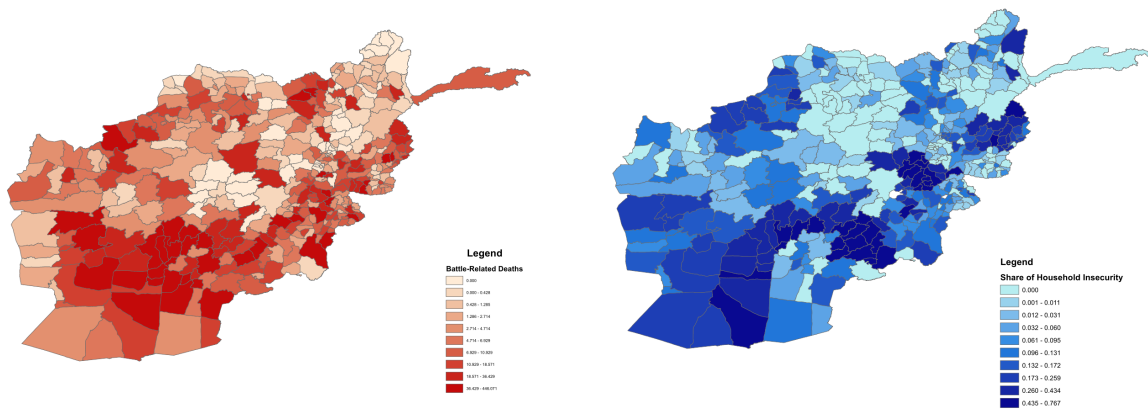 Legend
Battle-Related Deaths
0.000
0.000 - 0.428
0.429 - 1.285
1.286 - 2.714
2.714 - 4.714
4.714 - 6.929
6.929 - 10.929
10.929 - 18.571
18.571 - 36.429
36.429 - 446.071
Legend
Share of Household Insecurity
0.000
0.001 - 0.011
0.012 - 0.031
0.032 - 0.060
0.061 - 0.095
0.096 - 0.131
0.132 - 0.172
0.173 - 0.259
0.260 - 0.434
0.435 - 0.767